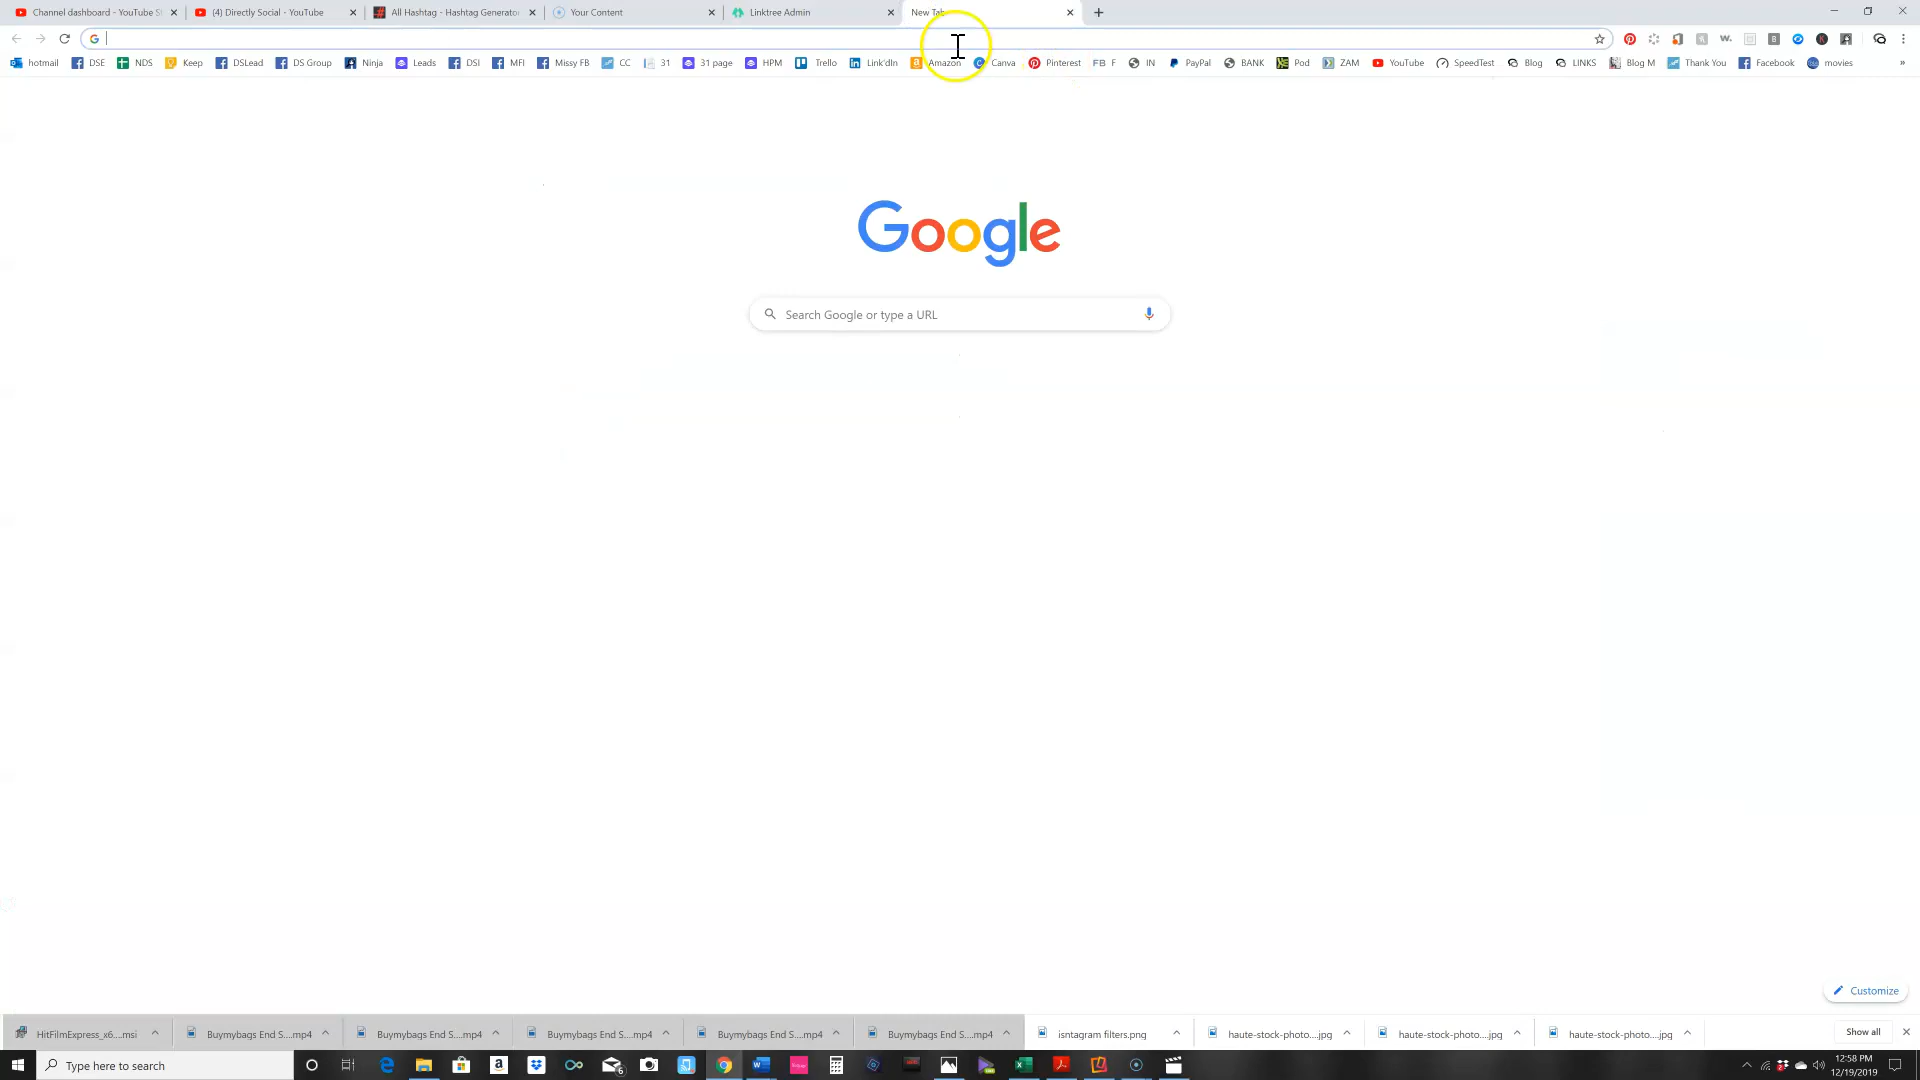 Channel dashboard - YouTube St
(4) Directly Social - YouTube
All Hashtag - Hashtag Generator
Your Content
Linktree Admin
New Tab
hotmail DSE NDS Keep DSLead DS Group Ninja Leads DSI MFI Missy FB CC 31 31 page HPM Trello Link'dIn Amazon Canva Pinterest FB F IN PayPal BANK Pod ZAM YouTube SpeedTest Blog LINKS Blog M Thank You Facebook movies »
Google
Search Google or type a URL
Customize
HitFilmExpress_x6....msi
Buymybags End S....mp4
Buymybags End S....mp4
Buymybags End S....mp4
Buymybags End S....mp4
Buymybags End S....mp4
isntagram filters.png
haute-stock-photo....jpg
haute-stock-photo....jpg
haute-stock-photo....jpg
Show all
Type here to search
12:58 PM
12/19/2019